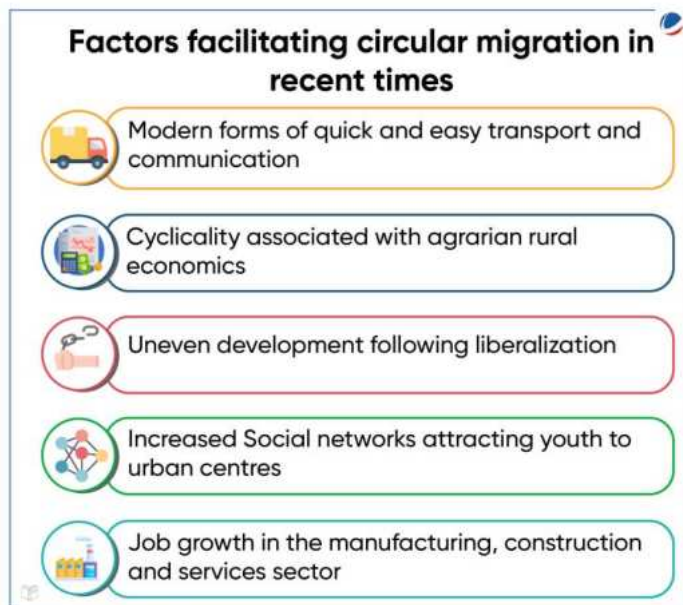 Factors facilitating circular migration in
recent times
Modern forms of quick and easy transport and
communication
Cyclicality associated with agrarian rural
economics
Uneven development following liberalization
Increased Social networks attracting youth to
urban centres
Job growth in the manufacturing, construction
and services sector